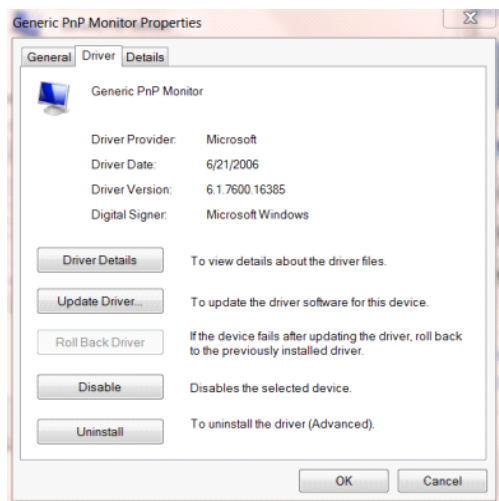 Generic PnP Monitor Properties
General Driver Details
Generic PnP Monitor
Driver Provider: Microsoft
Driver Date: 6/21/2006
Driver Version: 6.1.7600.16385
Digital Signer: Microsoft Windows
Driver Details To view details about the driver files.
Update Driver... To update the driver software for this device.
Roll Back Driver If the device fails after updating the driver, roll back
to the previously installed driver.
Disable Disables the selected device.
Uninstall To uninstall the driver (Advanced).
OK Cancel